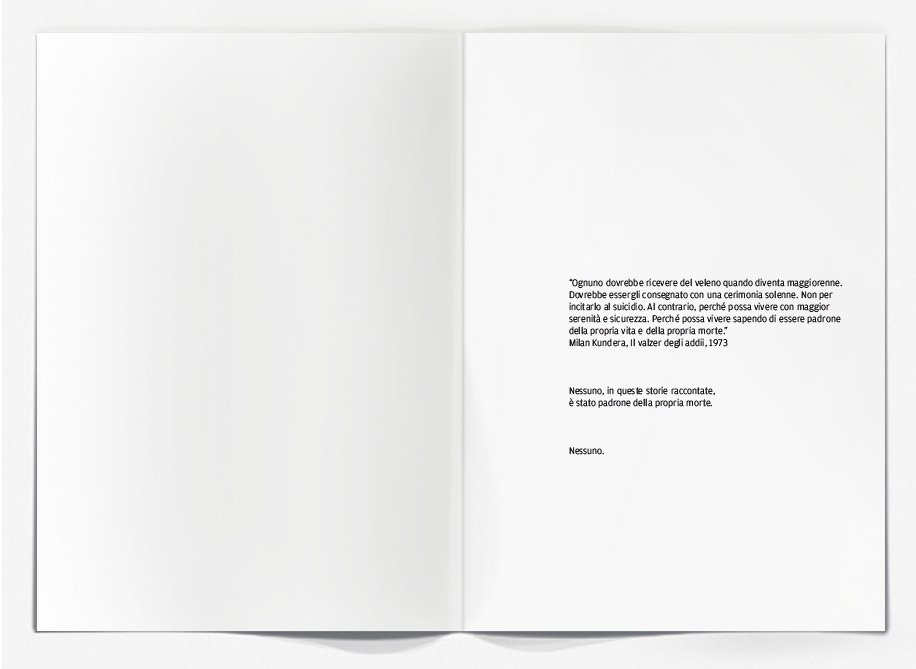 "Ognuno dovrebbe ricevere del veleno quando diventa maggiorenne.
Dovrebbe essergli consegnato con una cerimonia solenne. Non per
incitarlo al suicidio. Al contrario, perché possa vivere con maggior
serenità e sicurezza. Perché possa vivere sapendo di essere padrone
della propria vita e della propria morte."
Milan Kundera, Il valzer degli addii, 1973
Nessuno, in queste storie raccontate,
è stato padrone della propria morte.
Nessuno.